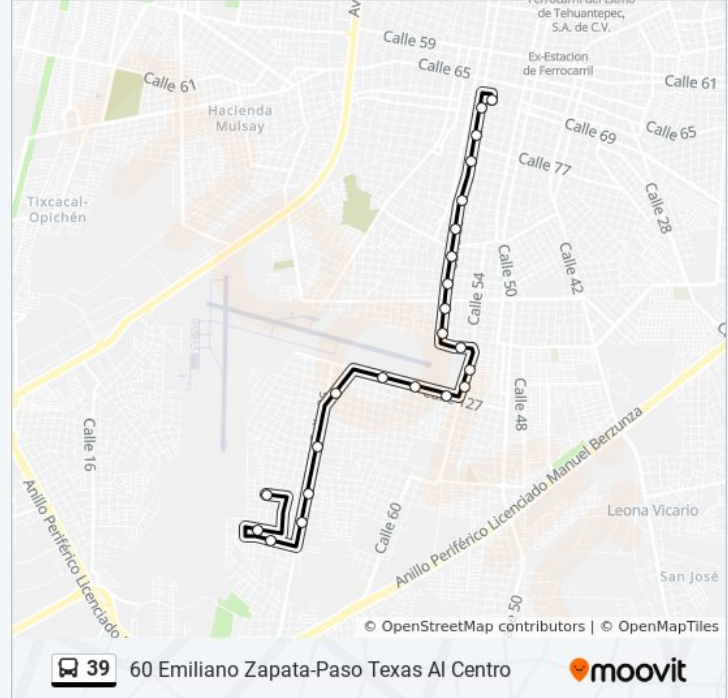 Ferrocarril del Istmo
de Tehuantepec,
S.A. de C.V.
Calle 59
Ex-Estacion
de Ferrocarril
Calle 65
Calle 61
Calle 61
Hacienda
Mulsay
Calle 69
Calle 65
Calle 77
Tixcacal-
Opichén
Calle 28
Calle 54
Calle 50
Calle 42
127
Calle 48
Calle 16
Anillo Periférico Licenciado Manuel Berzunza
Calle 60
Leona Vicario
Anillo Periférico Licenciado
San José
50
© OpenStreetMap contributors | © OpenMapTiles
39 60 Emiliano Zapata-Paso Texas Al Centro
moovit